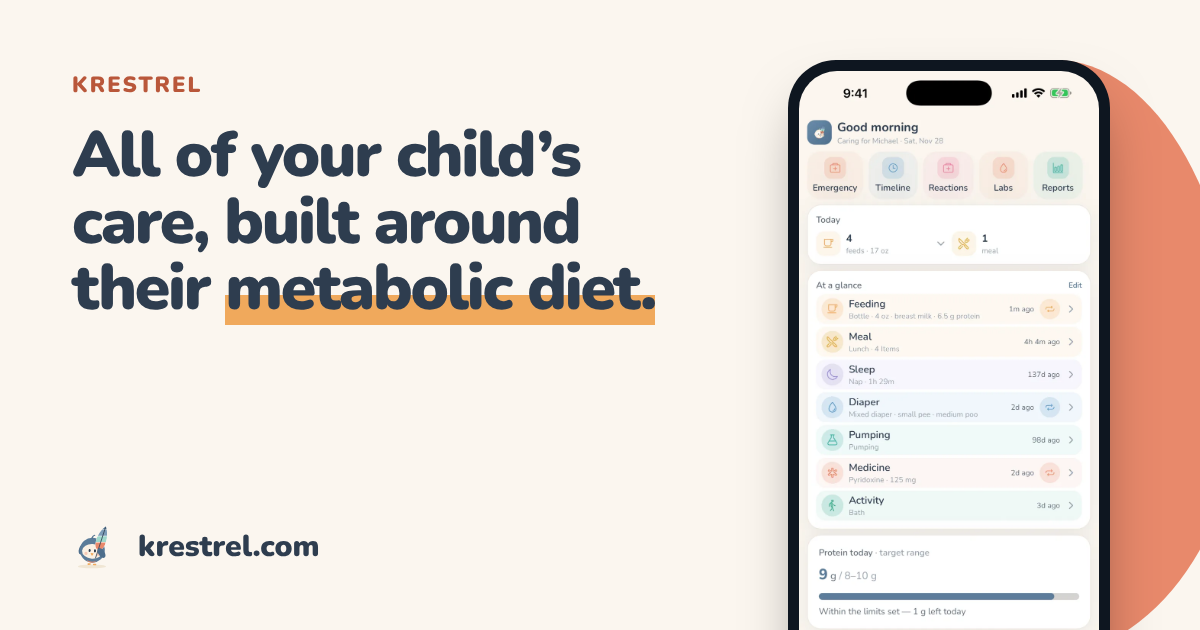 KRESTREL
All of your child's
care, built around
their metabolic diet.
krestrel.com
9:41
Good morning
Caring for Michael · Sat, Nov 28
Emergency Timeline Reactions Labs Reports
Today
4 1
feeds · 17 oz meal
At a glance Edit
Feeding
Bottle · 4 oz · breast milk · 6.5 g protein 1m ago
Meal
Lunch · 4 Items 4h 4m ago
Sleep
Nap · 1h 29m 137d ago
Diaper
Mixed diaper · small pee · medium poo 2d ago
Pumping
Pumping 98d ago
Medicine
Pyridoxine · 125 mg 2d ago
Activity
Bath 3d ago
Protein today · target range
9 g / 8–10 g
Within the limits set — 1 g left today